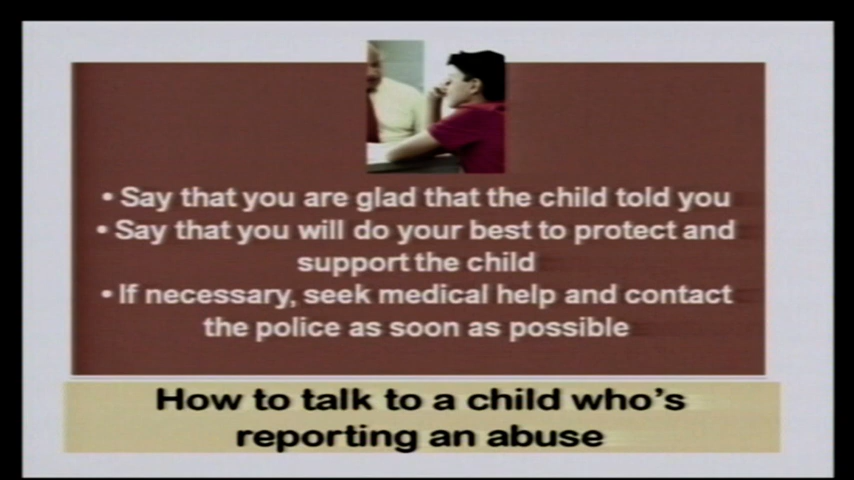 • Say that you are glad that the child told you
• Say that you will do your best to protect and
support the child
• If necessary, seek medical help and contact
the police as soon as possible
How to talk to a child who's
reporting an abuse